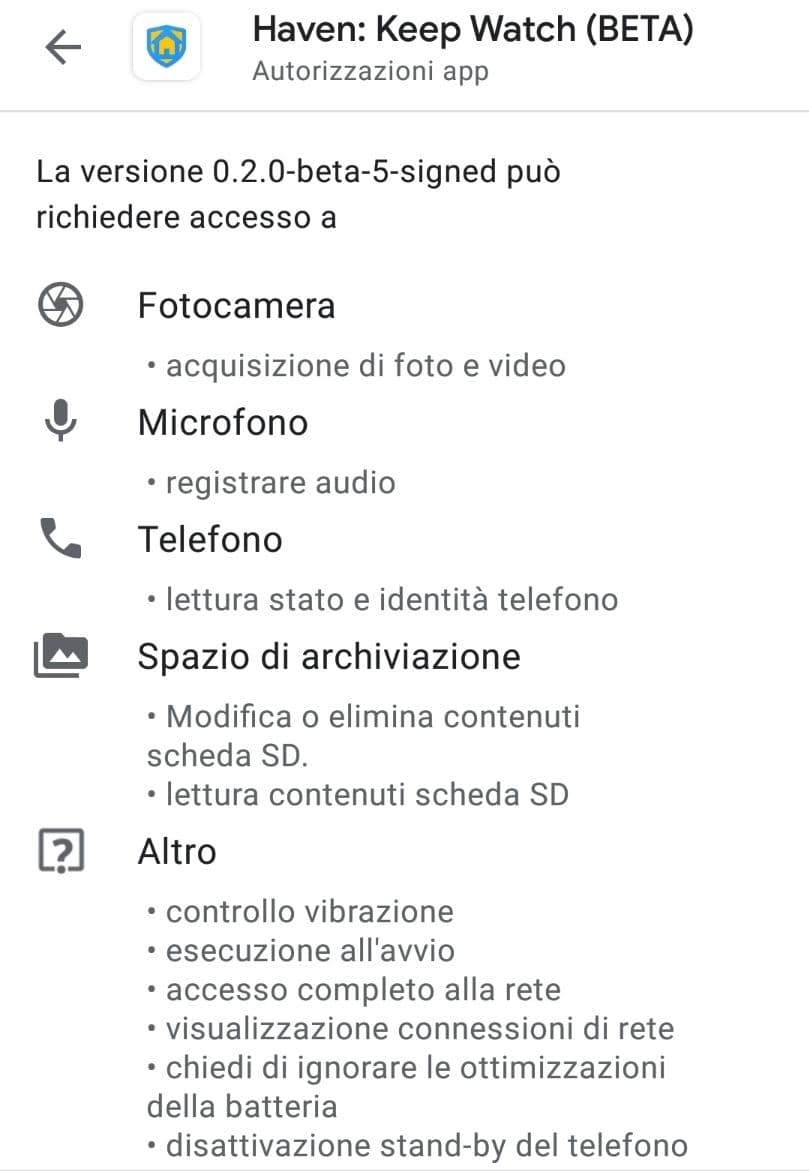 Haven: Keep Watch (BETA)
Autorizzazioni app
La versione 0.2.0-beta-5-signed può
richiedere accesso a
Fotocamera
• acquisizione di foto e video
Microfono
• registrare audio
Telefono
• lettura stato e identità telefono
Spazio di archiviazione
• Modifica o elimina contenuti
scheda SD.
• lettura contenuti scheda SD
Altro
• controllo vibrazione
• esecuzione all'avvio
• accesso completo alla rete
• visualizzazione connessioni di rete
• chiedi di ignorare le ottimizzazioni
della batteria
• disattivazione stand-by del telefono